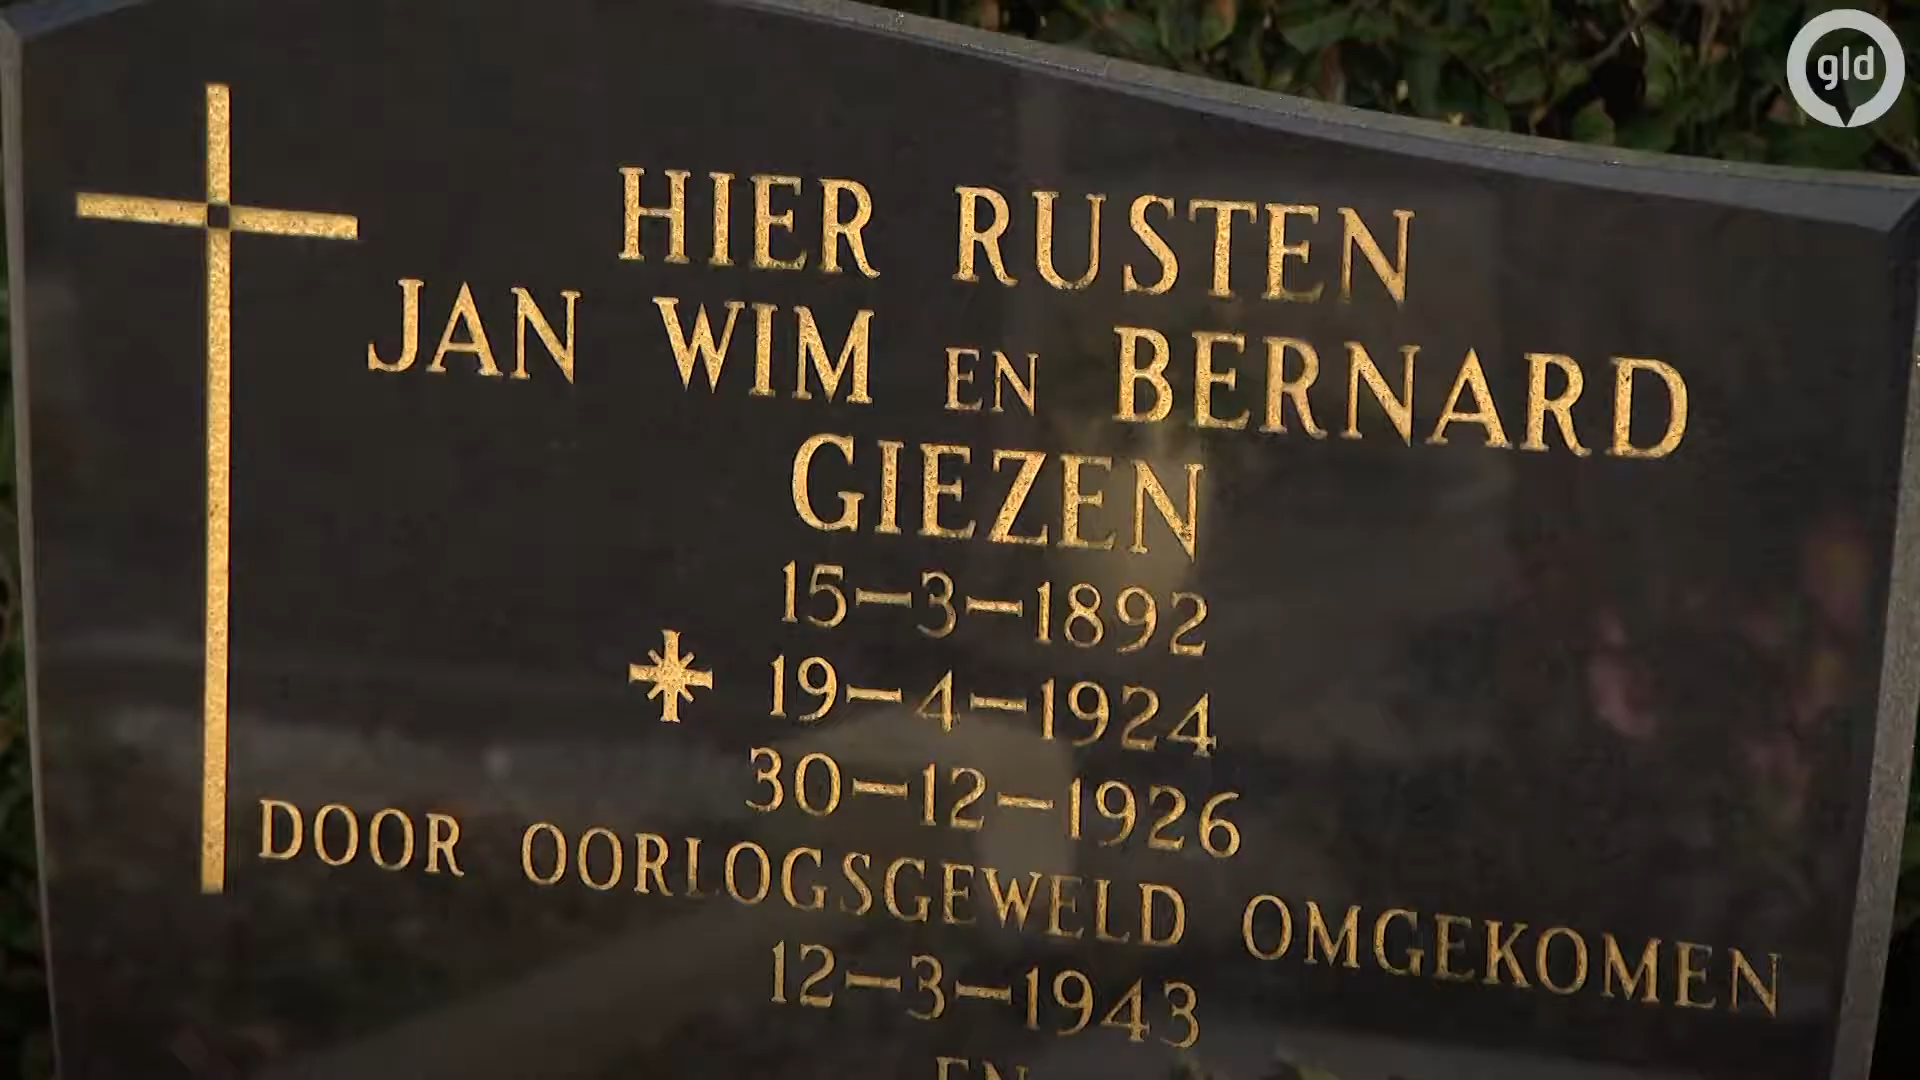 gld
HIER RUSTEN
JAN WIM EN BERNARD
GIEZEN
15-3-1892
19-4-1924
30-12-1926
DOOR OORLOGSGEWELD OMGEKOMEN
12-3-1943
EN